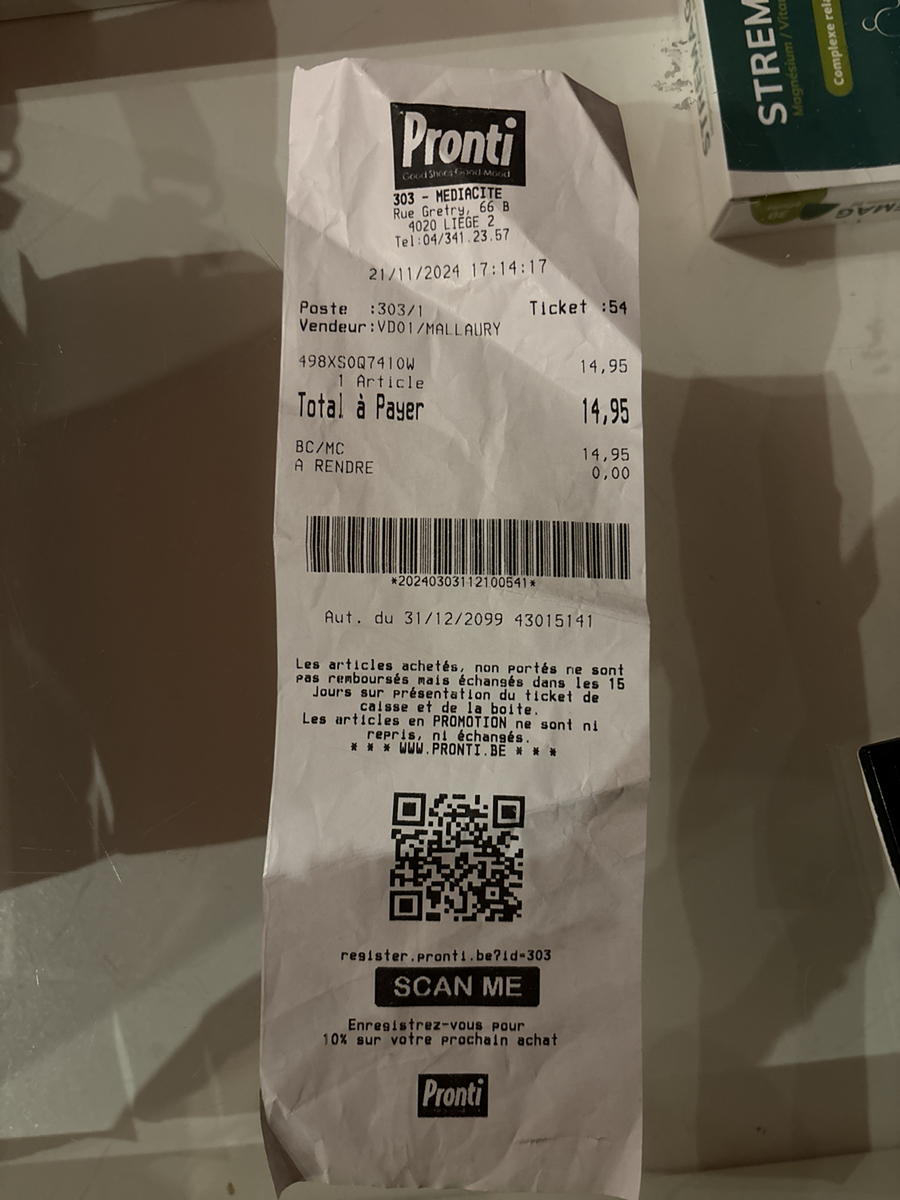 Pronti
Good Shoes Good Mood
303 - MEDIACITE
Rue Gretry, 66 B
4020 LIEGE 2
Tel:04/341.23.57
21/11/2024 17:14:17
Poste :303/1 Ticket :54
Vendeur:VD01/MALLAURY
498XS0Q7410W 14,95
1 Article
Total à Payer 14,95
BC/MC 14,95
A RENDRE 0,00
*20240303112100541*
Aut. du 31/12/2099 43015141
Les articles achetés, non portés ne sont
pas remboursés mais échangés dans les 15
Jours sur présentation du ticket de
caisse et de la boite.
Les articles en PROMOTION ne sont ni
repris, ni échangés.
* * * WWW.PRONTI.BE * * *
register.pronti.be?id=303
SCAN ME
Enregistrez-vous pour
10% sur votre prochain achat
Pronti
STREM
Magnésium / Vita
Complexe rela